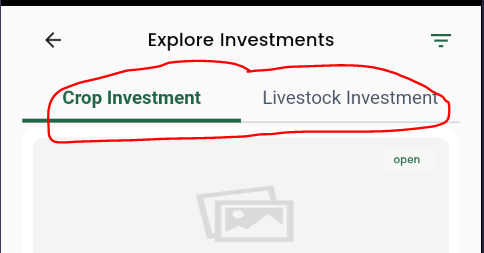 Explore Investments
Crop Investment Livestock Investment
open